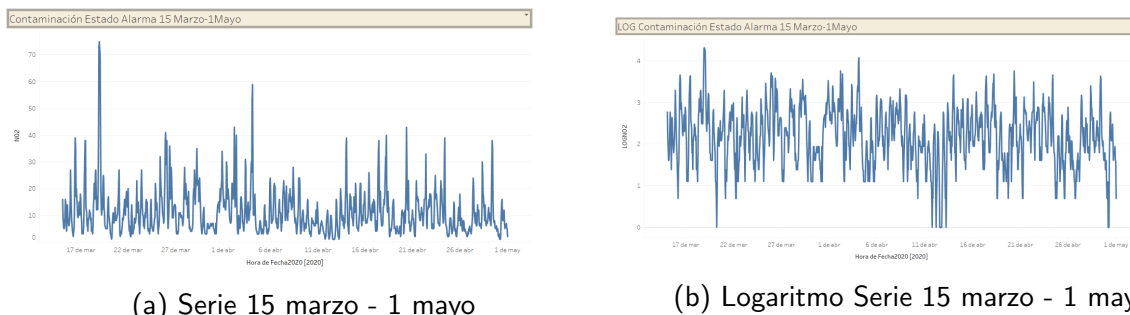 Contaminación Estado Alarma 15 Marzo-1Mayo
70
60
50
40
30
20
10
0
NO2
17 de mar 22 de mar 27 de mar 1 de abr 6 de abr 11 de abr 16 de abr 21 de abr 26 de abr 1 de may
Hora de Fecha2020 [2020]
(a) Serie 15 marzo - 1 mayo
LOG Contaminación Estado Alarma 15 Marzo-1Mayo
4
3
2
1
0
LOGNO2
17 de mar 22 de mar 27 de mar 1 de abr 6 de abr 11 de abr 16 de abr 21 de abr 26 de abr 1 de may
Hora de Fecha2020 [2020]
(b) Logaritmo Serie 15 marzo - 1 may